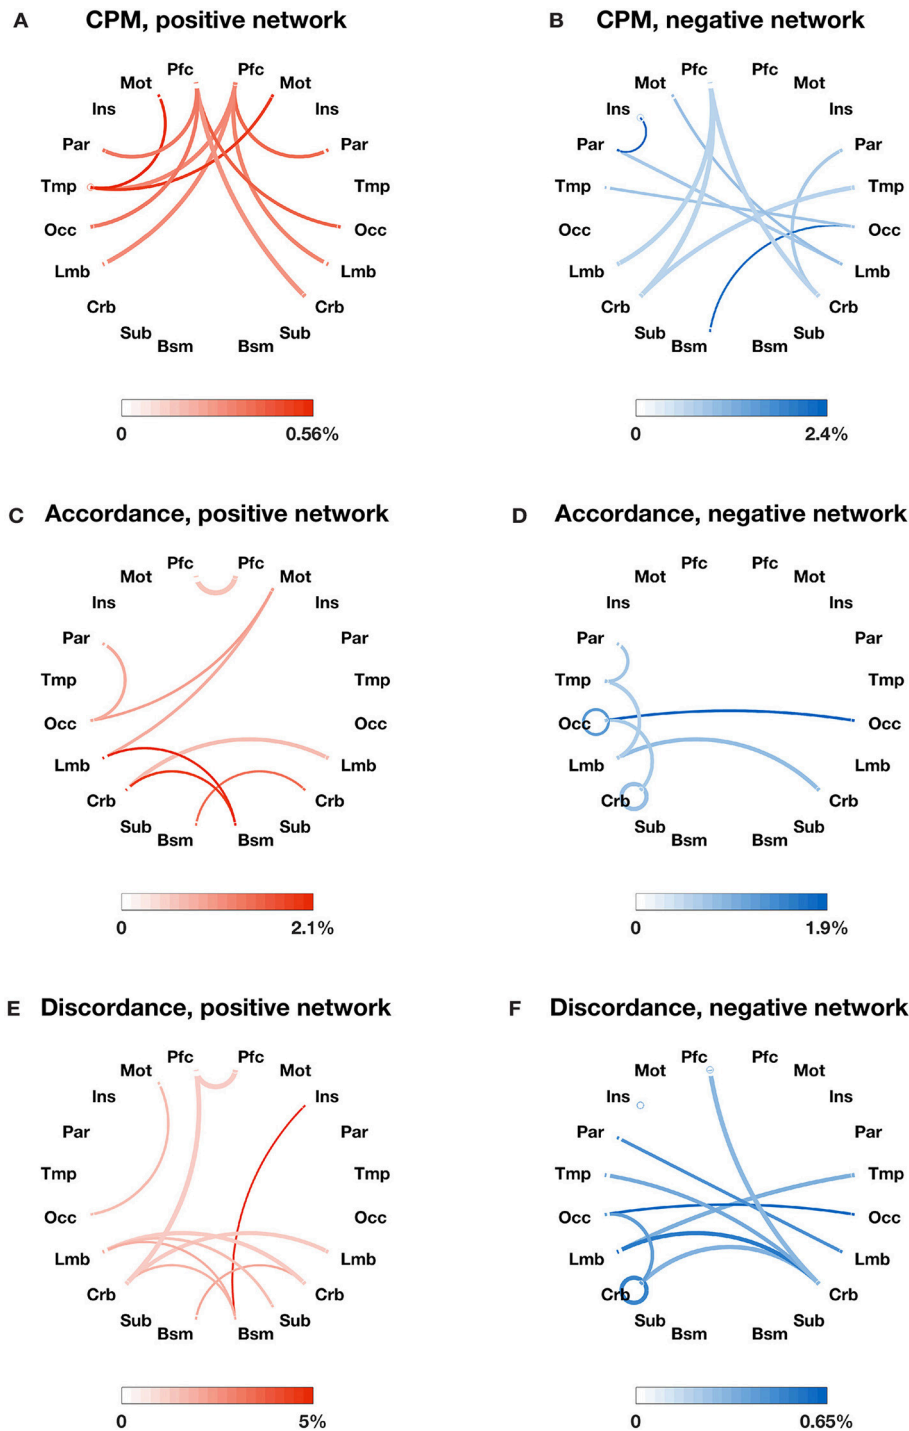 A CPM, positive network
Pfc Pfc
Mot Mot
Ins Ins
Par Par
Tmp Tmp
Occ Occ
Lmb Lmb
Crb Crb
Sub Sub
Bsm Bsm
0 0.56%
B CPM, negative network
Pfc Pfc
Mot Mot
Ins Ins
Par Par
Tmp Tmp
Occ Occ
Lmb Lmb
Crb Crb
Sub Sub
Bsm Bsm
0 2.4%
C Accordance, positive network
Pfc Pfc
Mot Mot
Ins Ins
Par Par
Tmp Tmp
Occ Occ
Lmb Lmb
Crb Crb
Sub Sub
Bsm Bsm
0 2.1%
D Accordance, negative network
Pfc Pfc
Mot Mot
Ins Ins
Par Par
Tmp Tmp
Occ Occ
Lmb Lmb
Crb Crb
Sub Sub
Bsm Bsm
0 1.9%
E Discordance, positive network
Pfc Pfc
Mot Mot
Ins Ins
Par Par
Tmp Tmp
Occ Occ
Lmb Lmb
Crb Crb
Sub Sub
Bsm Bsm
0 5%
F Discordance, negative network
Pfc Pfc
Mot Mot
Ins Ins
Par Par
Tmp Tmp
Occ Occ
Lmb Lmb
Crb Crb
Sub Sub
Bsm Bsm
0 0.65%